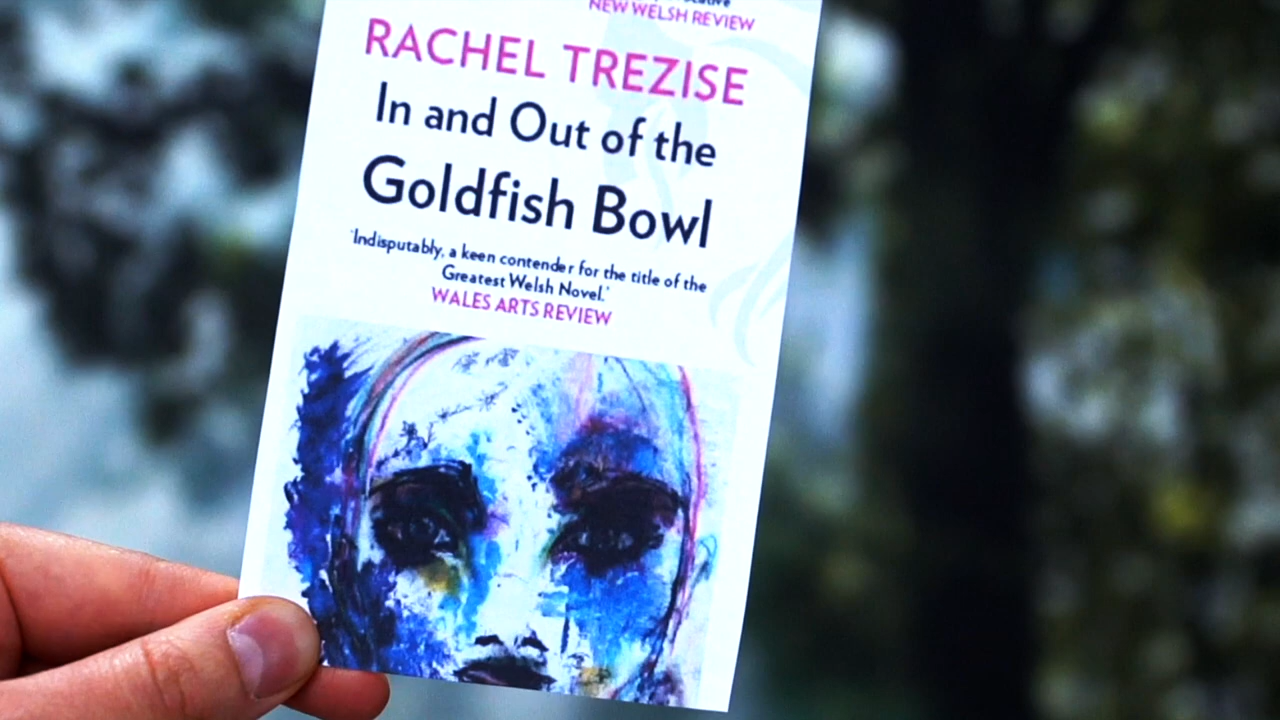 NEW WELSH REVIEW
RACHEL TREZISE
In and Out of the
Goldfish Bowl
'Indisputably, a keen contender for the title of the
Greatest Welsh Novel.'
WALES ARTS REVIEW